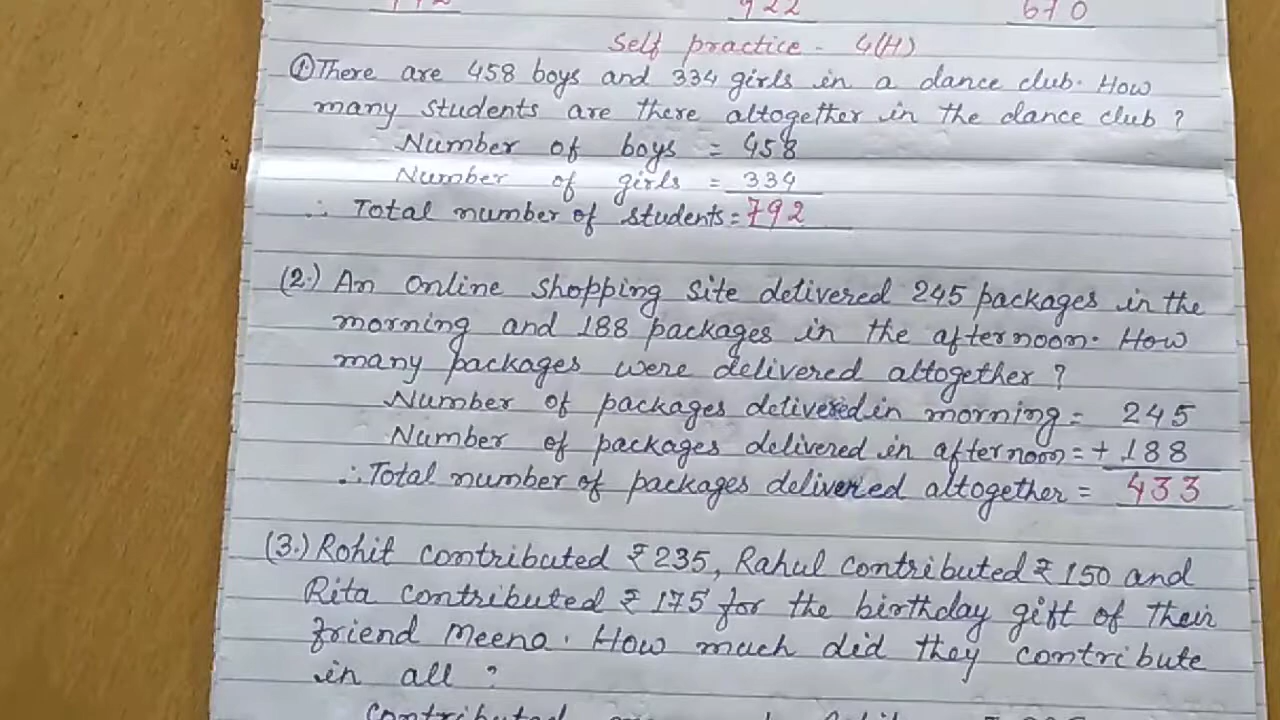 922
670
Self practice - 4(H)
①There are 458 boys and 334 girls in a dance club. How
many students are there altogether in the dance club ?
Number of boys = 458
Number of girls = 334
∴ Total number of students = 792
(2.) An online shopping site delivered 245 packages in the
morning and 188 packages in the afternoon. How
many packages were delivered altogether ?
Number of packages delivered in morning = 245
Number of packages delivered in afternoon = + 188
∴ Total number of packages delivered altogether = 433
(3.) Rohit contributed ₹ 235, Rahul contributed ₹ 150 and
Rita contributed ₹ 175 for the birthday gift of their
friend Meena. How much did they contribute
in all ?